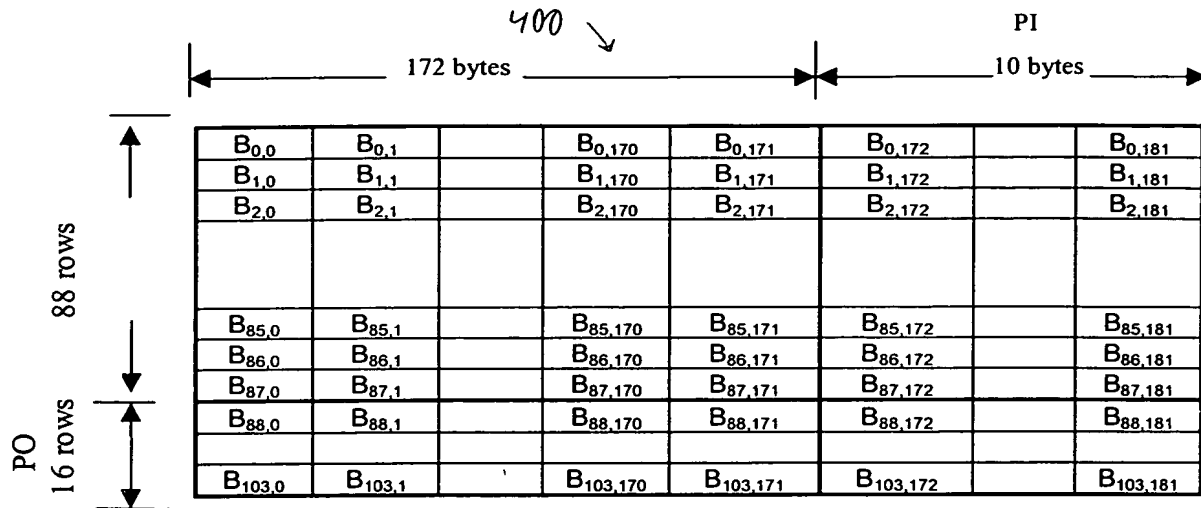 400
PI
172 bytes 10 bytes
B0,0 B0,1 B0,170 B0,171 B0,172 B0,181
B1,0 B1,1 B1,170 B1,171 B1,172 B1,181
B2,0 B2,1 B2,170 B2,171 B2,172 B2,181
88 rows
B85,0 B85,1 B85,170 B85,171 B85,172 B85,181
B86,0 B86,1 B86,170 B86,171 B86,172 B86,181
B87,0 B87,1 B87,170 B87,171 B87,172 B87,181
PO
16 rows
B88,0 B88,1 B88,170 B88,171 B88,172 B88,181
B103,0 B103,1 B103,170 B103,171 B103,172 B103,181